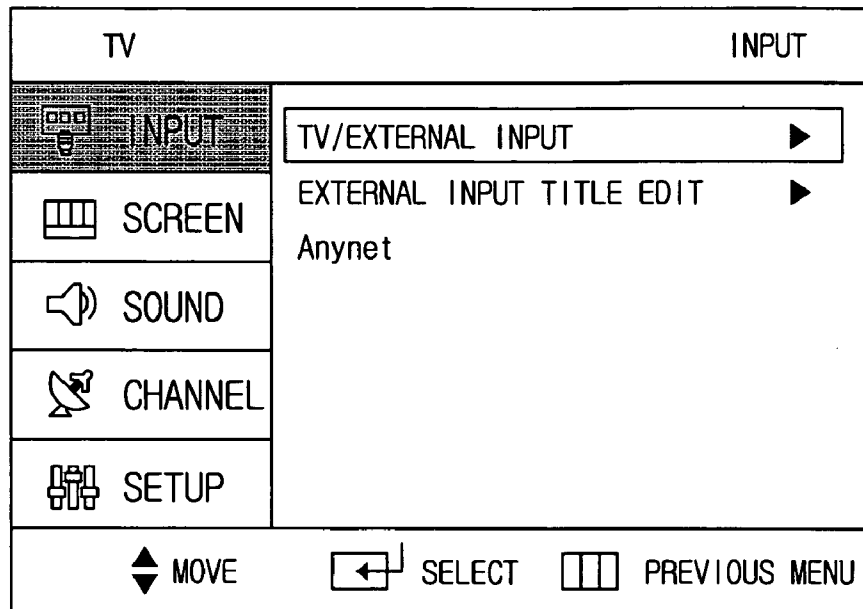 TV INPUT
INPUT
TV/EXTERNAL INPUT ▶
EXTERNAL INPUT TITLE EDIT ▶
Anynet
SCREEN
SOUND
CHANNEL
SETUP
MOVE SELECT PREVIOUS MENU